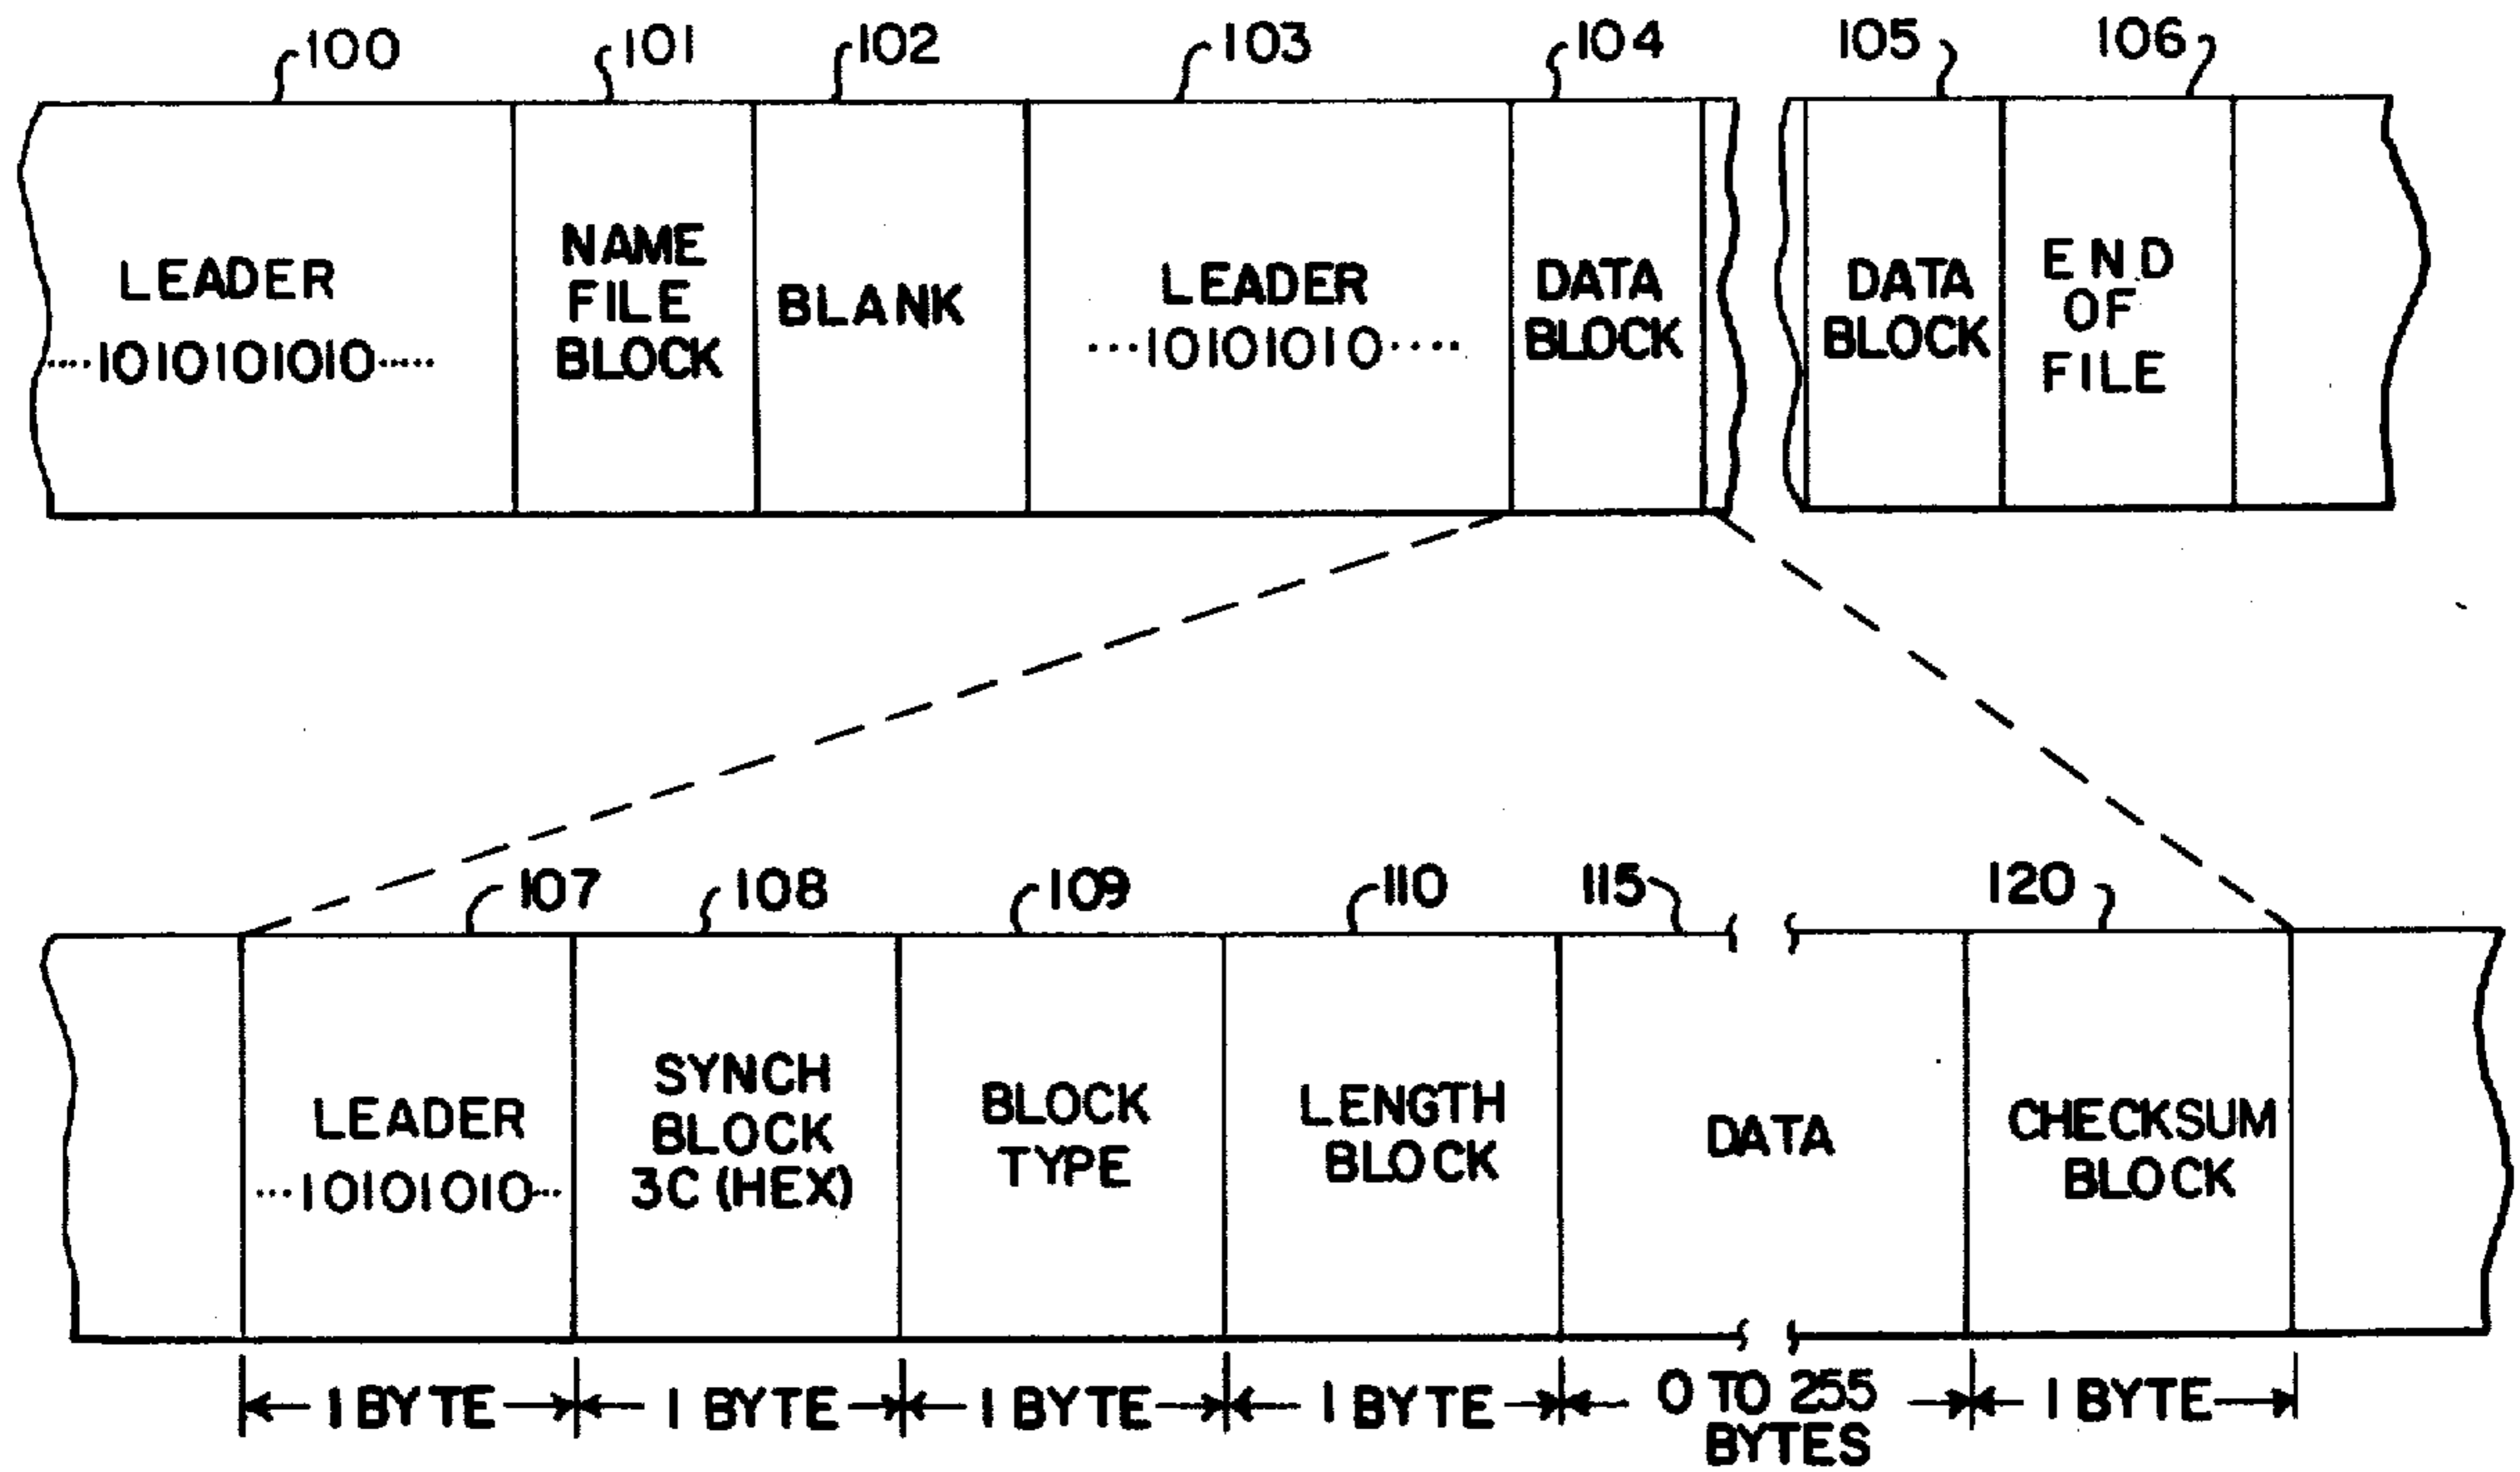 100
101
102
103
104
105
106
LEADER
....1010101010.....
NAME
FILE
BLOCK
BLANK
LEADER
...10101010....
DATA
BLOCK
DATA
BLOCK
END
OF
FILE
107
108
109
110
115
120
LEADER
...10101010...
SYNCH
BLOCK
3C (HEX)
BLOCK
TYPE
LENGTH
BLOCK
DATA
CHECKSUM
BLOCK
1 BYTE
1 BYTE
1 BYTE
1 BYTE
0 TO 255
BYTES
1 BYTE